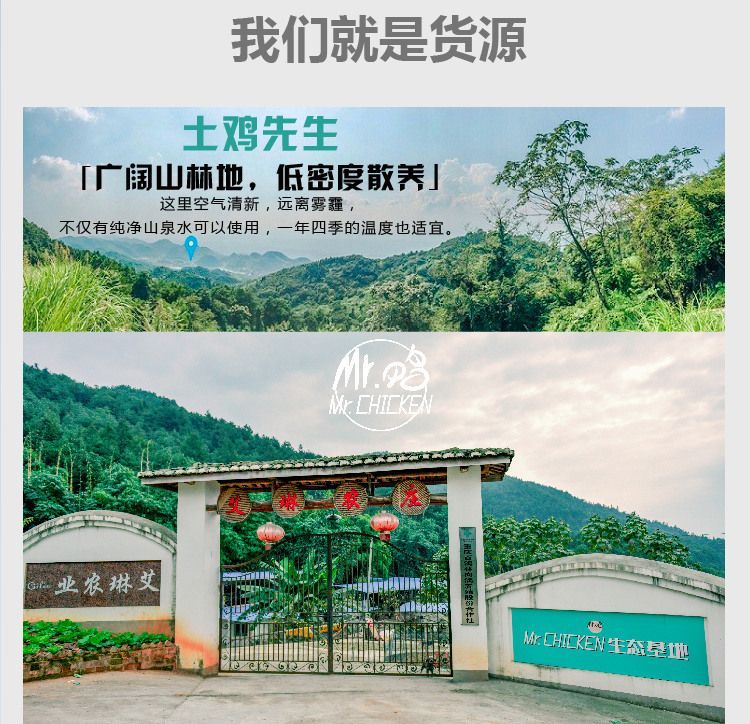 我们就是货源
土鸡先生
「广阔山林地，低密度散养」
这里空气清新，远离雾霾，
不仅有纯净山泉水可以使用，一年四季的温度也适宜。
Mr.鸡
Mr.CHICKEN
艾琳农庄
业农琳艾
Mr.CHICKEN 生态基地